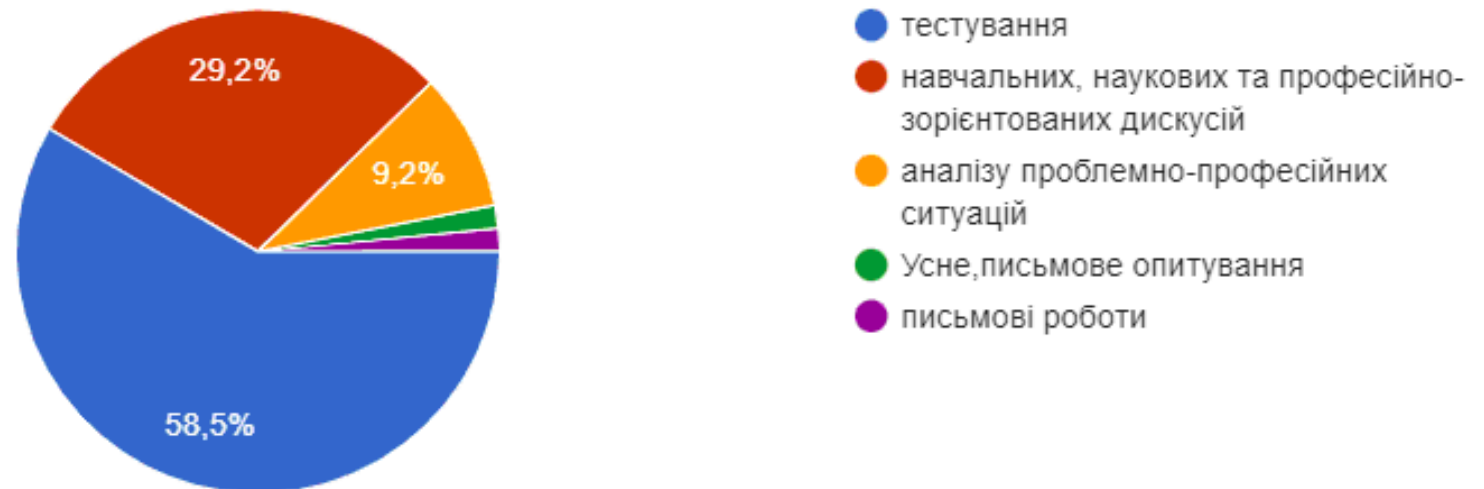 29,2%
9,2%
58,5%
тестування
навчальних, наукових та професійно-
зорієнтованих дискусій
аналізу проблемно-професійних
ситуацій
Усне,письмове опитування
письмові роботи